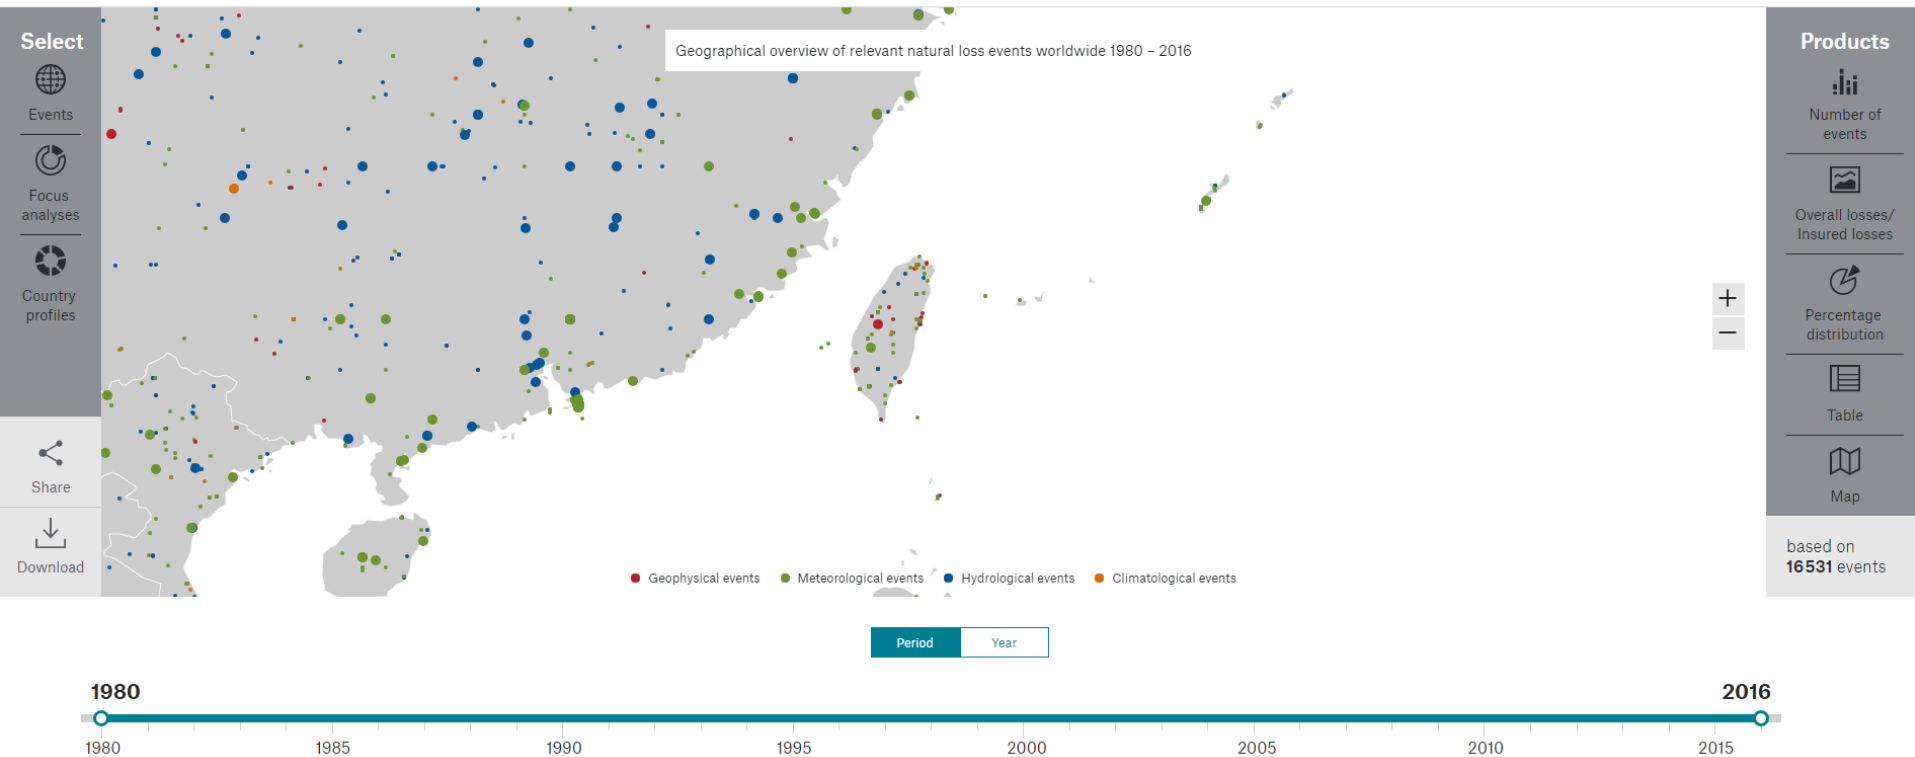 Select
Events
Focus
analyses
Country
profiles
Share
Download
Geographical overview of relevant natural loss events worldwide 1980 – 2016
+
−
Geophysical events
Meteorological events
Hydrological events
Climatological events
Products
Number of
events
Overall losses/
Insured losses
Percentage
distribution
Table
Map
based on
16531 events
Period
Year
1980
2016
1980
1985
1990
1995
2000
2005
2010
2015